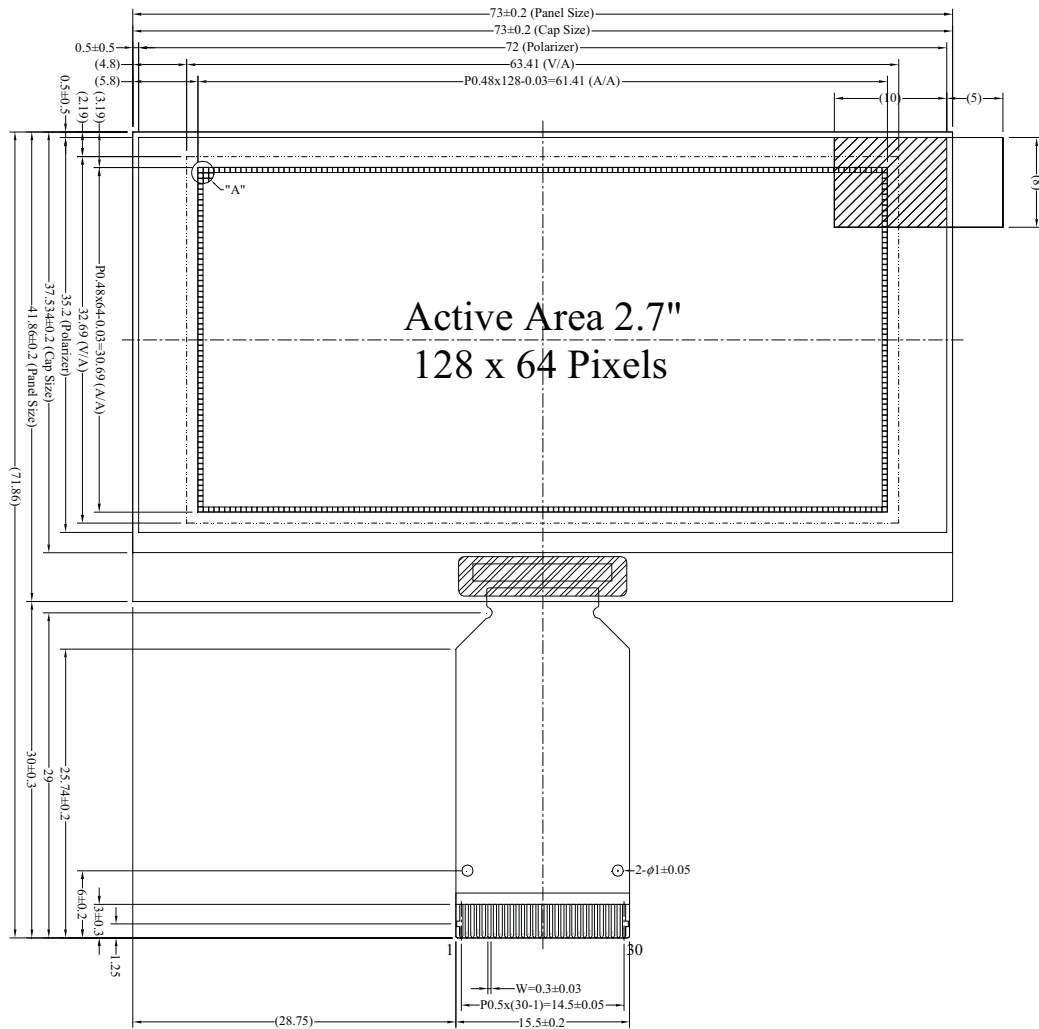 73±0.2 (Panel Size)
73±0.2 (Cap Size)
0.5±0.5
72 (Polarizer)
(4.8)
63.41 (V/A)
(5.8)
P0.48x128-0.03=61.41 (A/A)
0.5±0.5
(2.19)
(3.19)
(10)
(5)
(8)
"A"
Active Area 2.7"
128 x 64 Pixels
P0.48x64-0.03=30.69 (A/A)
32.69 (V/A)
35.2 (Polarizer)
37.534±0.2 (Cap Size)
41.86±0.2 (Panel Size)
(71.86)
30±0.3
29
25.74±0.2
6±0.2
3±0.3
1.25
2-ϕ1±0.05
1
30
W=0.3±0.03
P0.5x(30-1)=14.5±0.05
(28.75)
15.5±0.2